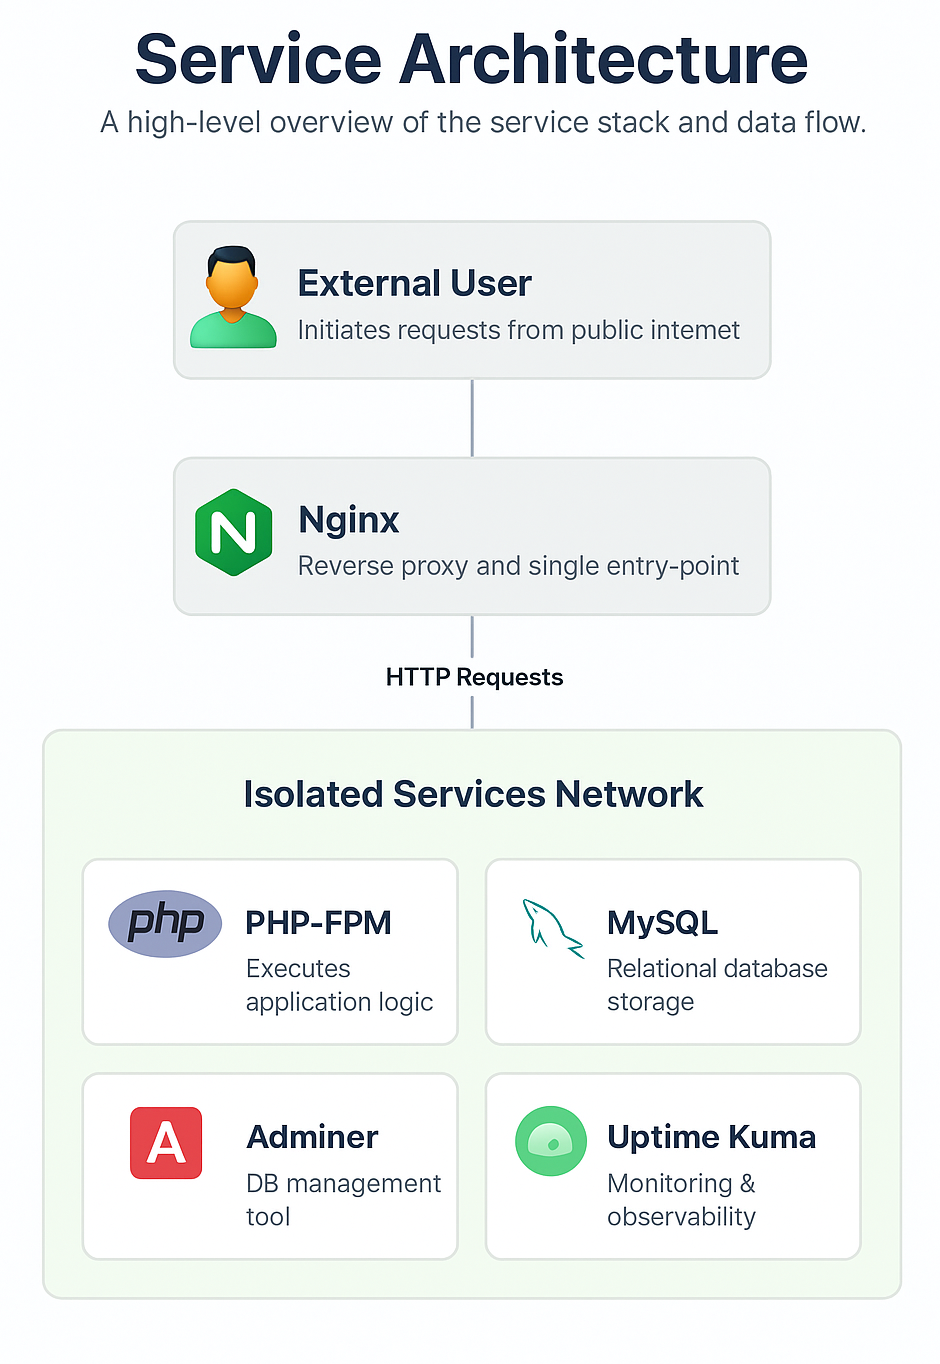 Service Architecture
A high-level overview of the service stack and data flow.
External User
Initiates requests from public intemet
N
Nginx
Reverse proxy and single entry-point
HTTP Requests
Isolated Services Network
php
PHP-FPM
Executes
application logic
MySQL
Relational database
storage
A
Adminer
DB management
tool
Uptime Kuma
Monitoring &
observability